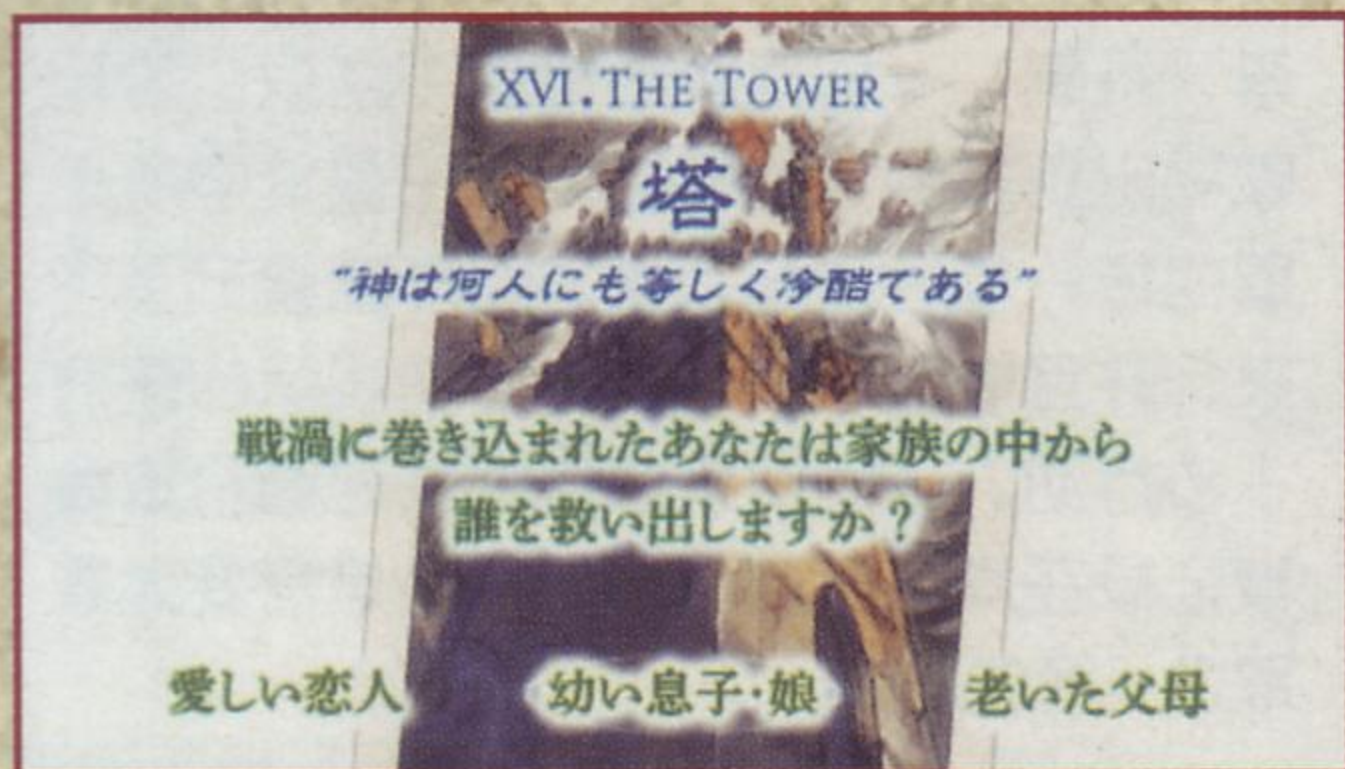 XVI.THE TOWER
塔
“神は何人にも等しく冷酷である”
戦渦に巻き込まれたあなたは家族の中から
誰を救い出しますか？
愛しい恋人 幼い息子・娘 老いた父母